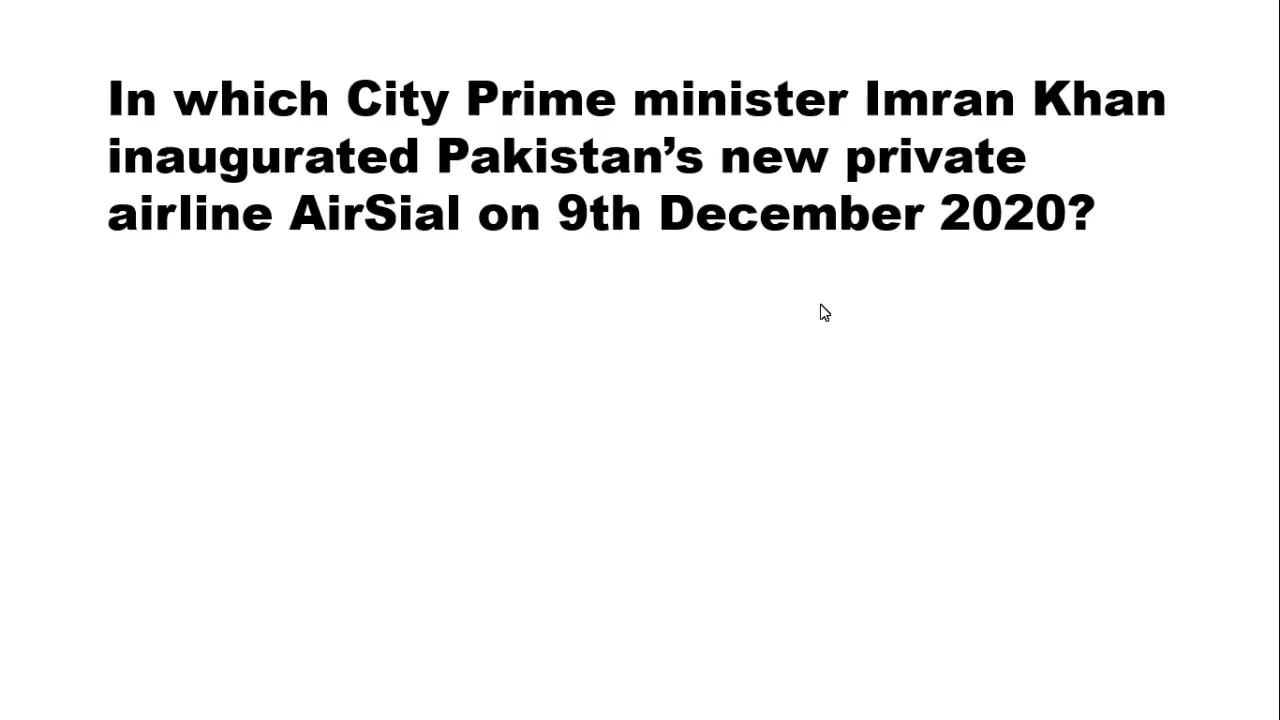 In which City Prime minister Imran Khan
inaugurated Pakistan’s new private
airline AirSial on 9th December 2020?